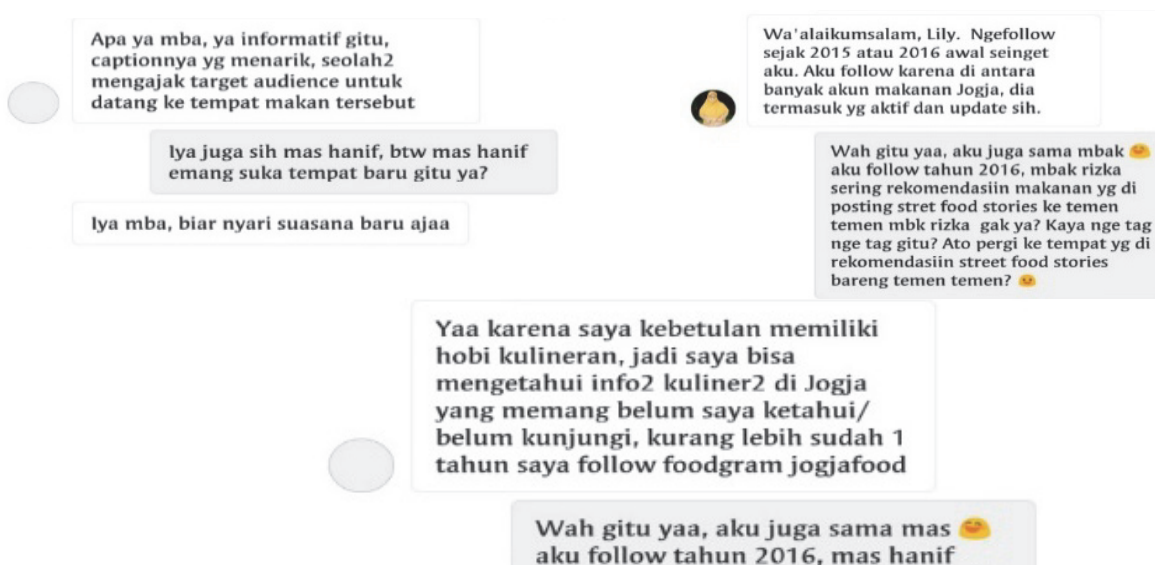 Apa ya mba, ya informatif gitu,
captionnya yg menarik, seolah2
mengajak target audience untuk
datang ke tempat makan tersebut
Iya juga sih mas hanif, btw mas hanif
emang suka tempat baru gitu ya?
Iya mba, biar nyari suasana baru ajaa
Wa'alaikumsalam, Lily. Ngefollow
sejak 2015 atau 2016 awal seinget
aku. Aku follow karena di antara
banyak akun makanan Jogja, dia
termasuk yg aktif dan update sih.
Wah gitu yaa, aku juga sama mbak 😊
aku follow tahun 2016, mbak rizka
sering rekomendasiin makanan yg di
posting stret food stories ke temen
temen mbk rizka gak ya? Kaya nge tag
nge tag gitu? Ato pergi ke tempat yg di
rekomendasiin street food stories
bareng temen temen? 😊
Yaa karena saya kebetulan memiliki
hobi kulineran, jadi saya bisa
mengetahui info2 kuliner2 di Jogja
yang memang belum saya ketahui/
belum kunjungi, kurang lebih sudah 1
tahun saya follow foodgram jogjafood
Wah gitu yaa, aku juga sama mas 😊
aku follow tahun 2016, mas hanif